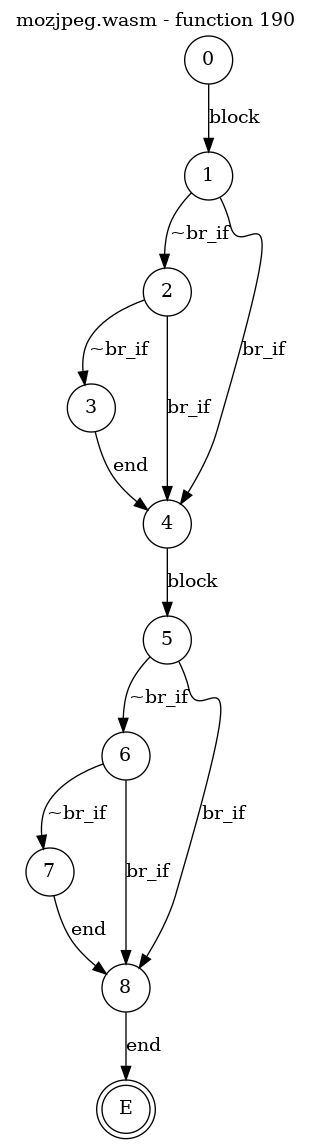 mozjpeg.wasm - function 190
0
block
1
~br_if
2
~br_if
br_if
br_if
3
end
4
block
5
~br_if
6
~br_if
br_if
br_if
7
end
8
end
E